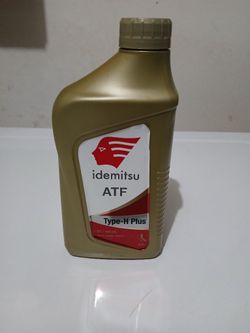 idemitsu
ATF
Type-H Plus